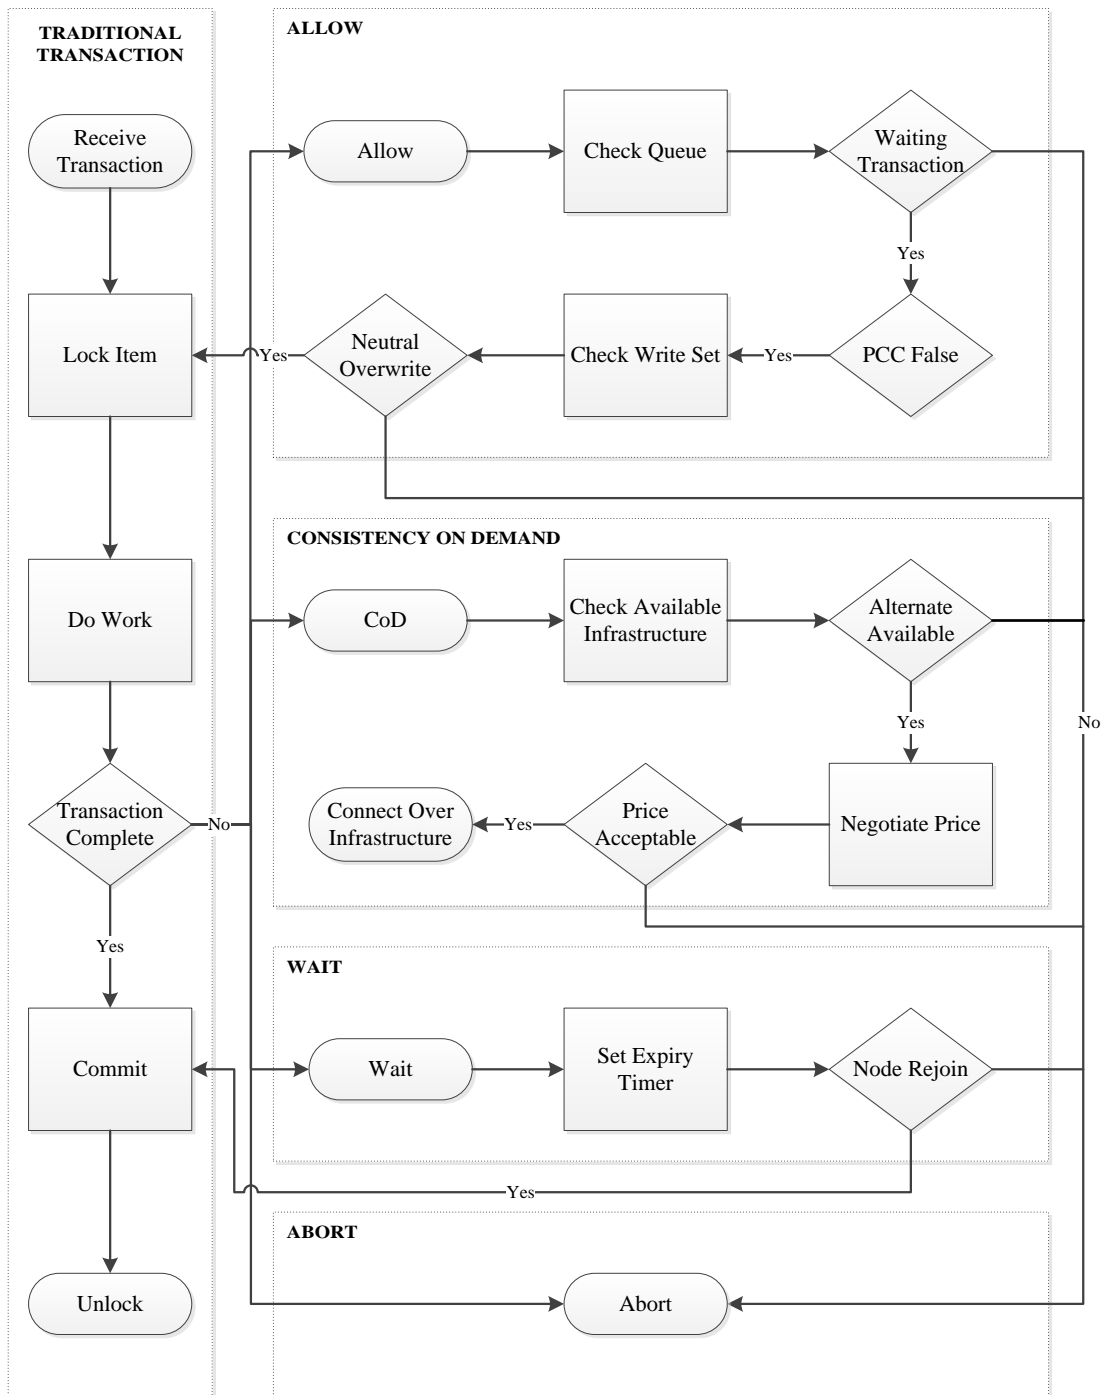 TRADITIONAL
TRANSACTION
Receive
Transaction
Lock Item
Do Work
Transaction
Complete
No
Yes
Commit
Unlock
ALLOW
Allow
Check Queue
Waiting
Transaction
Yes
PCC False
Yes
Check Write Set
Neutral
Overwrite
Yes
CONSISTENCY ON DEMAND
CoD
Check Available
Infrastructure
Alternate
Available
Yes
No
Negotiate Price
Price
Acceptable
Yes
Connect Over
Infrastructure
WAIT
Wait
Set Expiry
Timer
Node Rejoin
Yes
ABORT
Abort